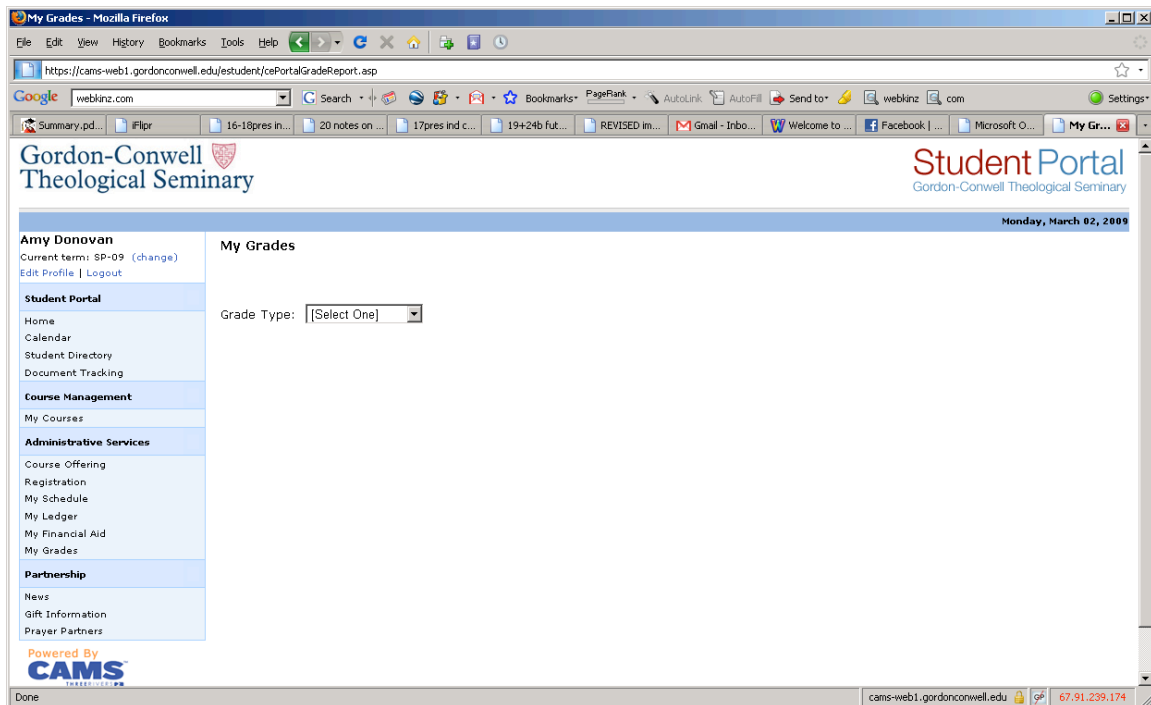 My Grades - Mozilla Firefox
File Edit View History Bookmarks Tools Help
https://cams-web1.gordonconwell.edu/estudent/cePortalGradeReport.asp
Google webkinz.com Search Bookmarks PageRank AutoLink AutoFill Send to webkinz com Settings
Summary.pd... iFlipr 16-18pres in... 20 notes on ... 17pres ind c... 19+24b fut... REVISED im... Gmail - Inbo... Welcome to ... Facebook | ... Microsoft O... My Gr...
Gordon-Conwell
Theological Seminary
Student Portal
Gordon-Conwell Theological Seminary
Monday, March 02, 2009
Amy Donovan
Current term: SP-09 (change)
Edit Profile | Logout
My Grades
Grade Type: [Select One]
Student Portal
Home
Calendar
Student Directory
Document Tracking
Course Management
My Courses
Administrative Services
Course Offering
Registration
My Schedule
My Ledger
My Financial Aid
My Grades
Partnership
News
Gift Information
Prayer Partners
Powered By
CAMS
THREE RIVERS
Done cams-web1.gordonconwell.edu 67.91.239.174